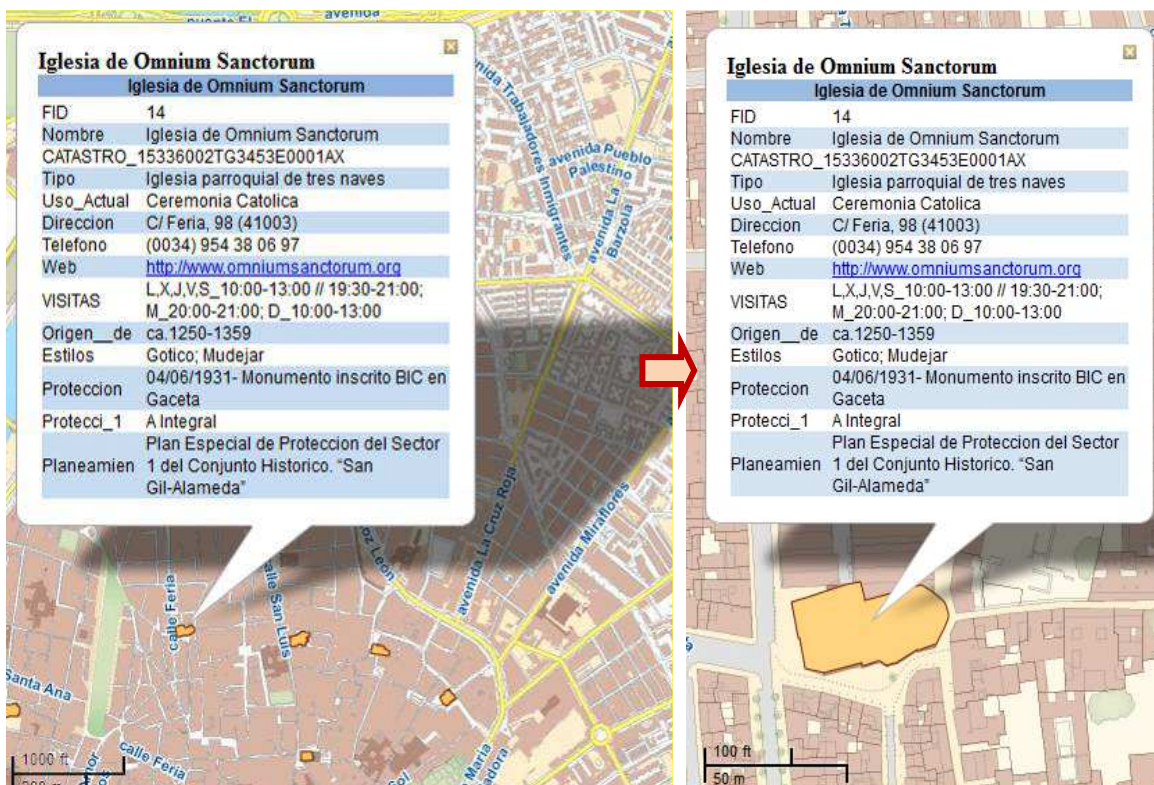 avenida
Iglesia de Omnium Sanctorum
Iglesia de Omnium Sanctorum
FID 14
Nombre Iglesia de Omnium Sanctorum
CATASTRO_15336002TG3453E0001AX
Tipo Iglesia parroquial de tres naves
Uso_Actual Ceremonia Catolica
Direccion C/ Feria, 98 (41003)
Telefono (0034) 954 38 06 97
Web http://www.omniumsanctorum.org
VISITAS L,X,J,V,S_10:00-13:00 // 19:30-21:00;
M_20:00-21:00; D_10:00-13:00
Origen__de ca.1250-1359
Estilos Gotico; Mudejar
Proteccion 04/06/1931- Monumento inscrito BIC en
Gaceta
Protecci_1 A Integral
Planeamien Plan Especial de Proteccion del Sector
1 del Conjunto Historico. “San
Gil-Alameda”
Trabajadores Inmigrantes
avenida Pueblo
Palestino
avenida La
Barzola
avenida La Cruz Roja
avenida Miraflores
calle Feria
calle San Luis
Leon
Santa Ana
calle Feria
Maria
1000 ft
Iglesia de Omnium Sanctorum
Iglesia de Omnium Sanctorum
FID 14
Nombre Iglesia de Omnium Sanctorum
CATASTRO_15336002TG3453E0001AX
Tipo Iglesia parroquial de tres naves
Uso_Actual Ceremonia Catolica
Direccion C/ Feria, 98 (41003)
Telefono (0034) 954 38 06 97
Web http://www.omniumsanctorum.org
VISITAS L,X,J,V,S_10:00-13:00 // 19:30-21:00;
M_20:00-21:00; D_10:00-13:00
Origen__de ca.1250-1359
Estilos Gotico; Mudejar
Proteccion 04/06/1931- Monumento inscrito BIC en
Gaceta
Protecci_1 A Integral
Planeamien Plan Especial de Proteccion del Sector
1 del Conjunto Historico. “San
Gil-Alameda”
100 ft
50 m